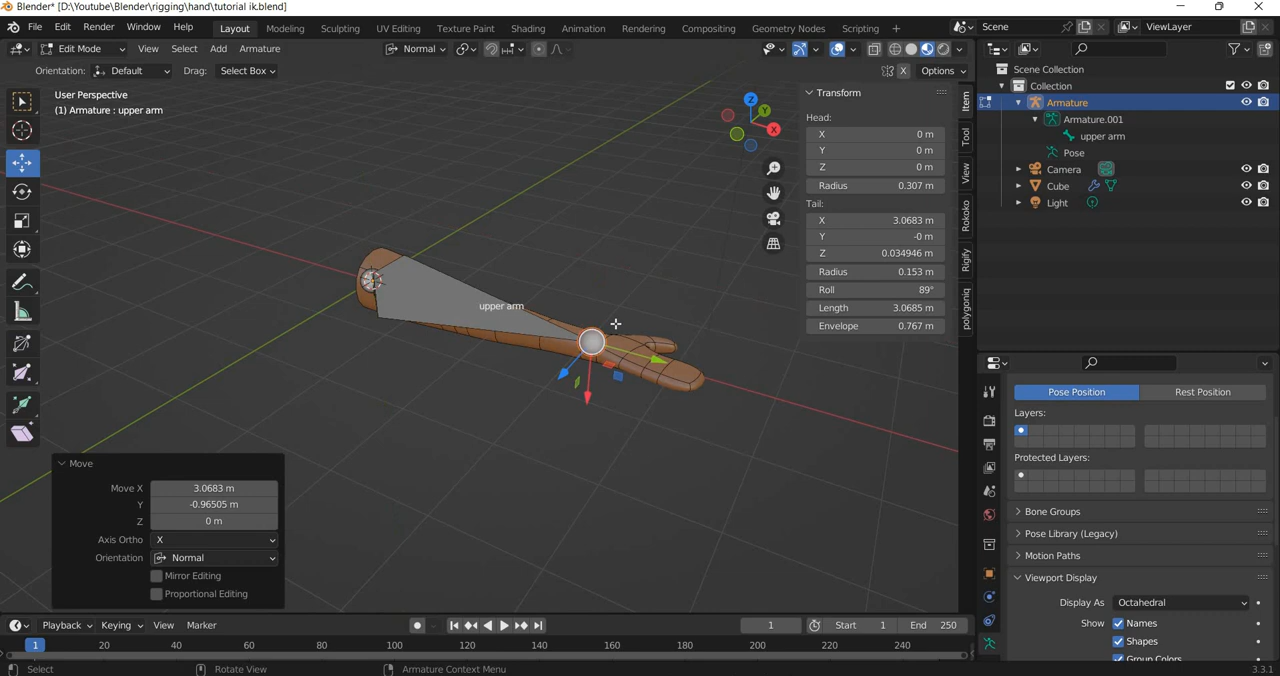 Blender* [D:\Youtube\Blender\rigging\hand\tutorial ik.blend]
File Edit Render Window Help Layout Modeling Sculpting UV Editing Texture Paint Shading Animation Rendering Compositing Geometry Nodes Scripting + Scene ViewLayer
Edit Mode View Select Add Armature Normal
Orientation: Default Drag: Select Box X Options
User Perspective
(1) Armature : upper arm
Z
Y
X
upper arm
Transform
Head:
X 0 m
Y 0 m
Z 0 m
Radius 0.307 m
Tail:
X 3.0683 m
Y -0 m
Z 0.034946 m
Radius 0.153 m
Roll 89°
Length 3.0685 m
Envelope 0.767 m
Item
Tool
View
Rokoko
Rigify
polygoniq
Scene Collection
Collection
Armature
Armature.001
upper arm
Pose
Camera
Cube
Light
Pose Position Rest Position
Layers:
Protected Layers:
Bone Groups
Pose Library (Legacy)
Motion Paths
Viewport Display
Display As Octahedral
Show Names
Shapes
Group Colors
Move
Move X 3.0683 m
Y -0.96505 m
Z 0 m
Axis Ortho X
Orientation Normal
Mirror Editing
Proportional Editing
Playback Keying View Marker 1 Start 1 End 250
1 20 40 60 80 100 120 140 160 180 200 220 240
Select Rotate View Armature Context Menu 3.3.1